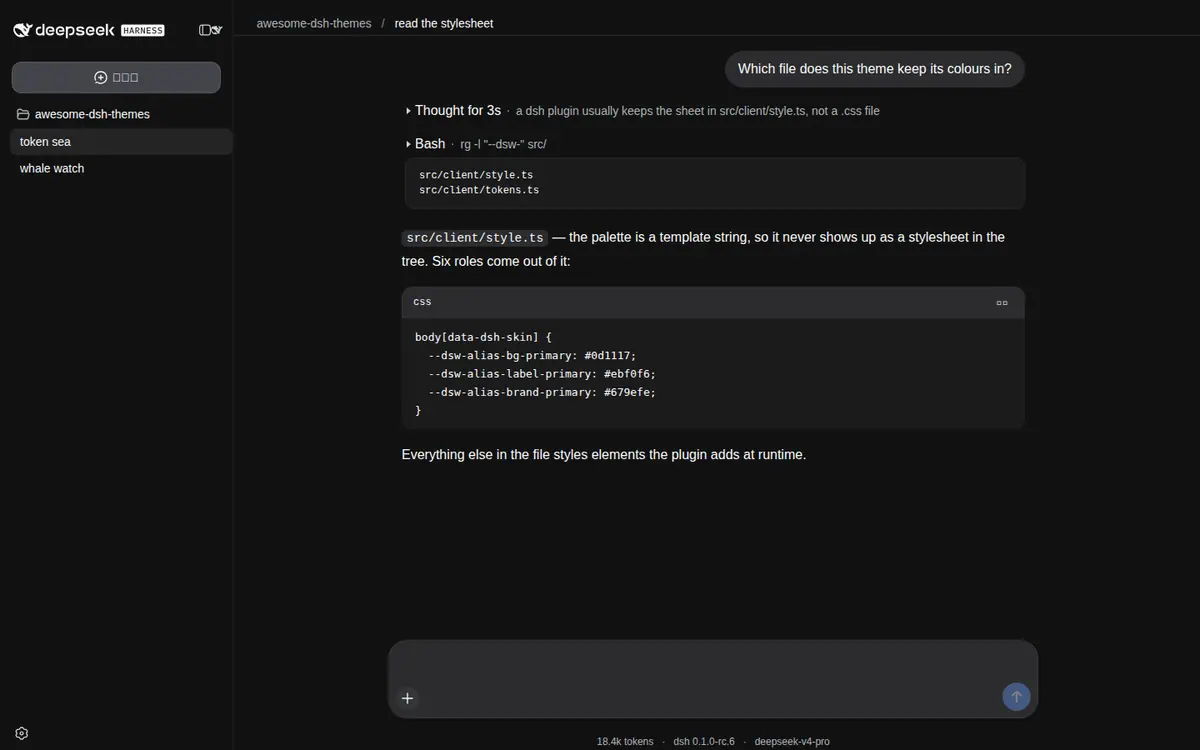 deepseek HARNESS
awesome-dsh-themes
token sea
whale watch
awesome-dsh-themes / read the stylesheet
Which file does this theme keep its colours in?
Thought for 3s · a dsh plugin usually keeps the sheet in src/client/style.ts, not a .css file
Bash · rg -l "--dsw-" src/
src/client/style.ts
src/client/tokens.ts
src/client/style.ts — the palette is a template string, so it never shows up as a stylesheet in the
tree. Six roles come out of it:
css
body[data-dsh-skin] {
--dsw-alias-bg-primary: #0d1117;
--dsw-alias-label-primary: #ebf0f6;
--dsw-alias-brand-primary: #679efe;
}
Everything else in the file styles elements the plugin adds at runtime.
18.4k tokens · dsh 0.1.0-rc.6 · deepseek-v4-pro